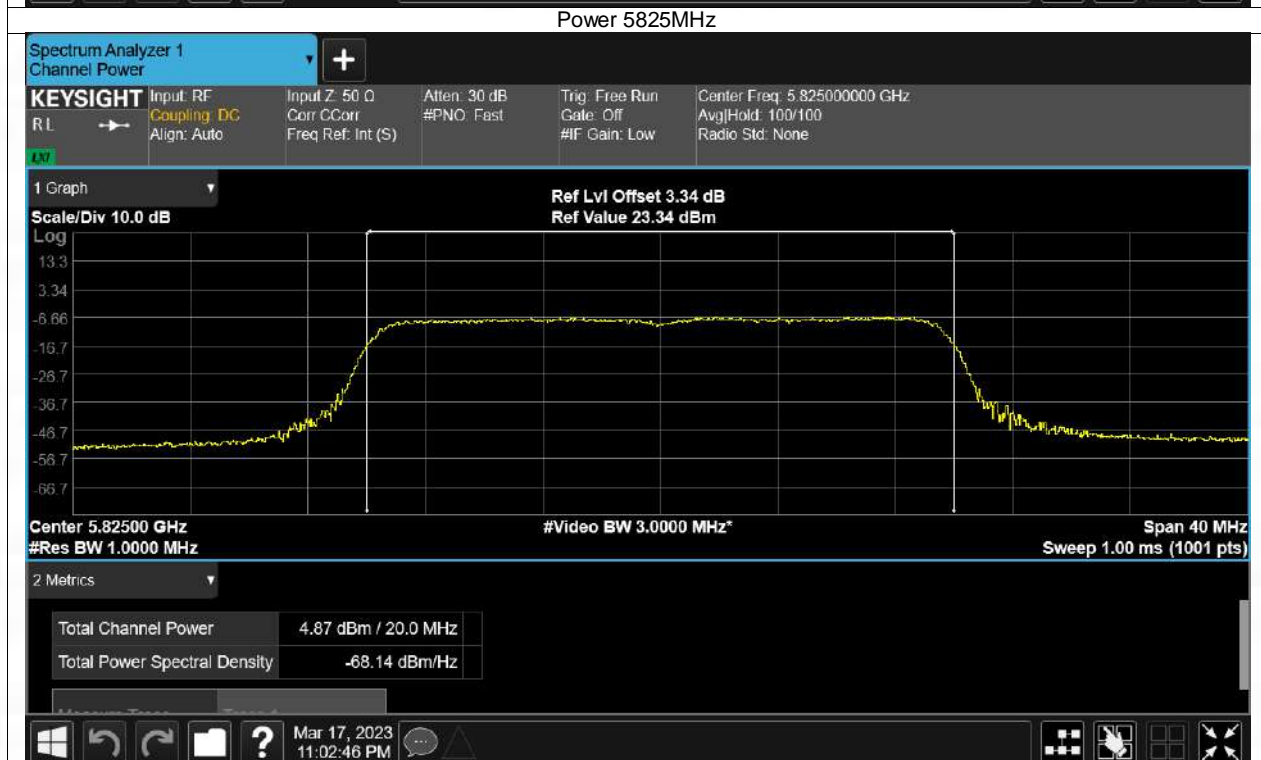 Power 5825MHz
Spectrum Analyzer 1
Channel Power
KEYSIGHT
RL
LXI
Input: RF
Coupling: DC
Align: Auto
Input Z: 50 Ω
Corr CCorr
Freq Ref: Int (S)
Atten: 30 dB
#PNO: Fast
Trig: Free Run
Gate: Off
#IF Gain: Low
Center Freq: 5.825000000 GHz
Avg|Hold: 100/100
Radio Std: None
1 Graph
Scale/Div 10.0 dB
Ref Lvl Offset 3.34 dB
Ref Value 23.34 dBm
Log
13.3
3.34
-6.66
-16.7
-26.7
-36.7
-46.7
-56.7
-66.7
Center 5.82500 GHz
#Res BW 1.0000 MHz
#Video BW 3.0000 MHz*
Span 40 MHz
Sweep 1.00 ms (1001 pts)
2 Metrics
Total Channel Power 4.87 dBm / 20.0 MHz
Total Power Spectral Density -68.14 dBm/Hz
Mar 17, 2023
11:02:46 PM